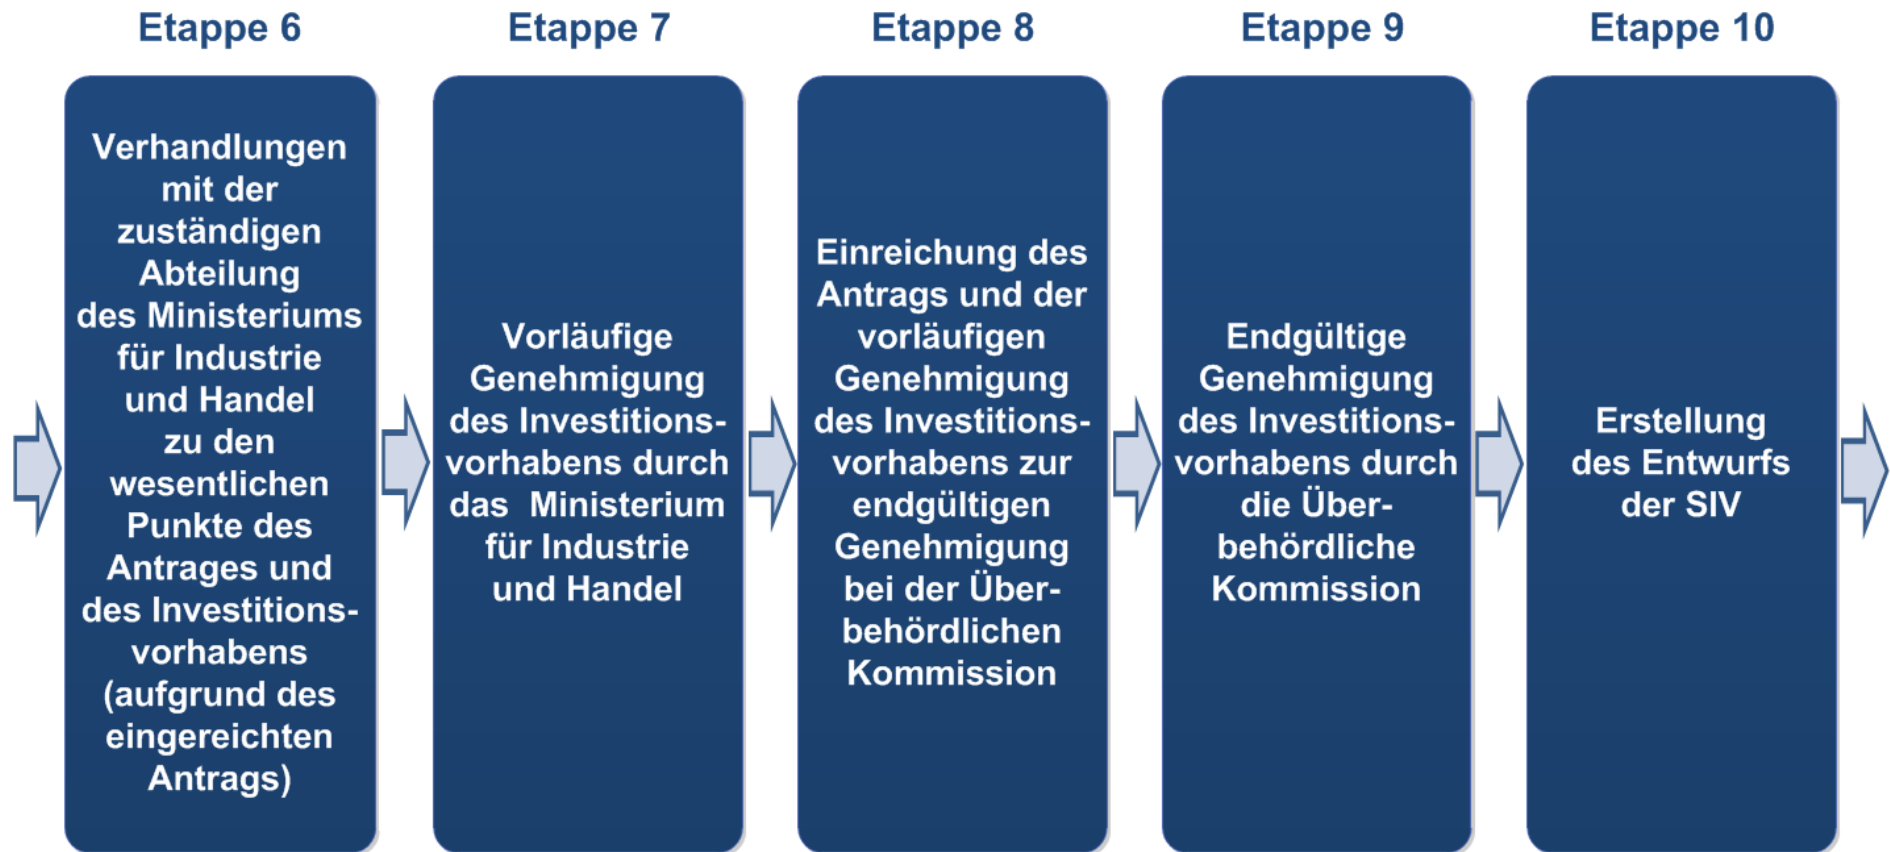 Etappe 6
Verhandlungen
mit der
zuständigen
Abteilung
des Ministeriums
für Industrie
und Handel
zu den
wesentlichen
Punkte des
Antrages und
des Investitions-
vorhabens
(aufgrund des
eingereichten
Antrags)
Etappe 7
Vorläufige
Genehmigung
des Investitions-
vorhabens durch
das  Ministerium
für Industrie
und Handel
Etappe 8
Einreichung des
Antrags und der
vorläufigen
Genehmigung
des Investitions-
vorhabens zur
endgültigen
Genehmigung
bei der Über-
behördlichen
Kommission
Etappe 9
Endgültige
Genehmigung
des Investitions-
vorhabens durch
die Über-
behördliche
Kommission
Etappe 10
Erstellung
des Entwurfs
der SIV